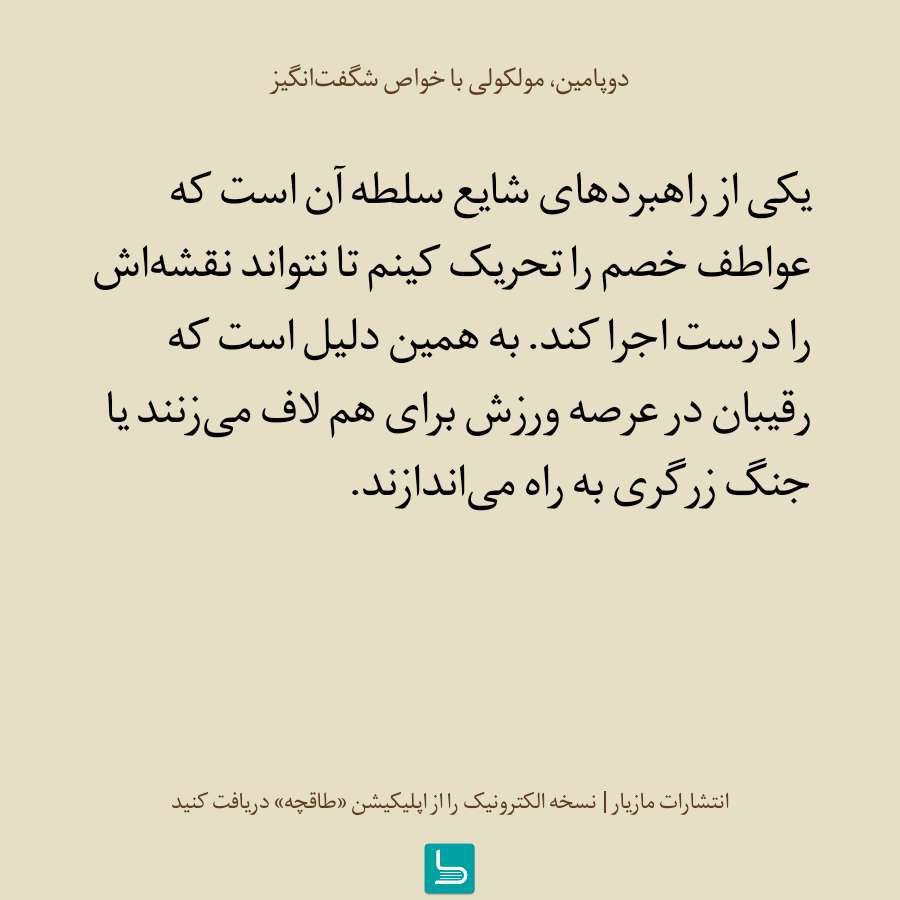 دوپامین، مولکولی با خواص شگفت‌انگیز
یکی از راهبردهای شایع سلطه آن است که
عواطف خصم را تحریک کینم تا نتواند نقشه‌اش
را درست اجرا کند. به همین دلیل است که
رقیبان در عرصه ورزش برای هم لاف می‌زنند یا
جنگ زرگری به راه می‌اندازند.
انتشارات مازیار | نسخه الکترونیک را از اپلیکیشن «طاقچه» دریافت کنید